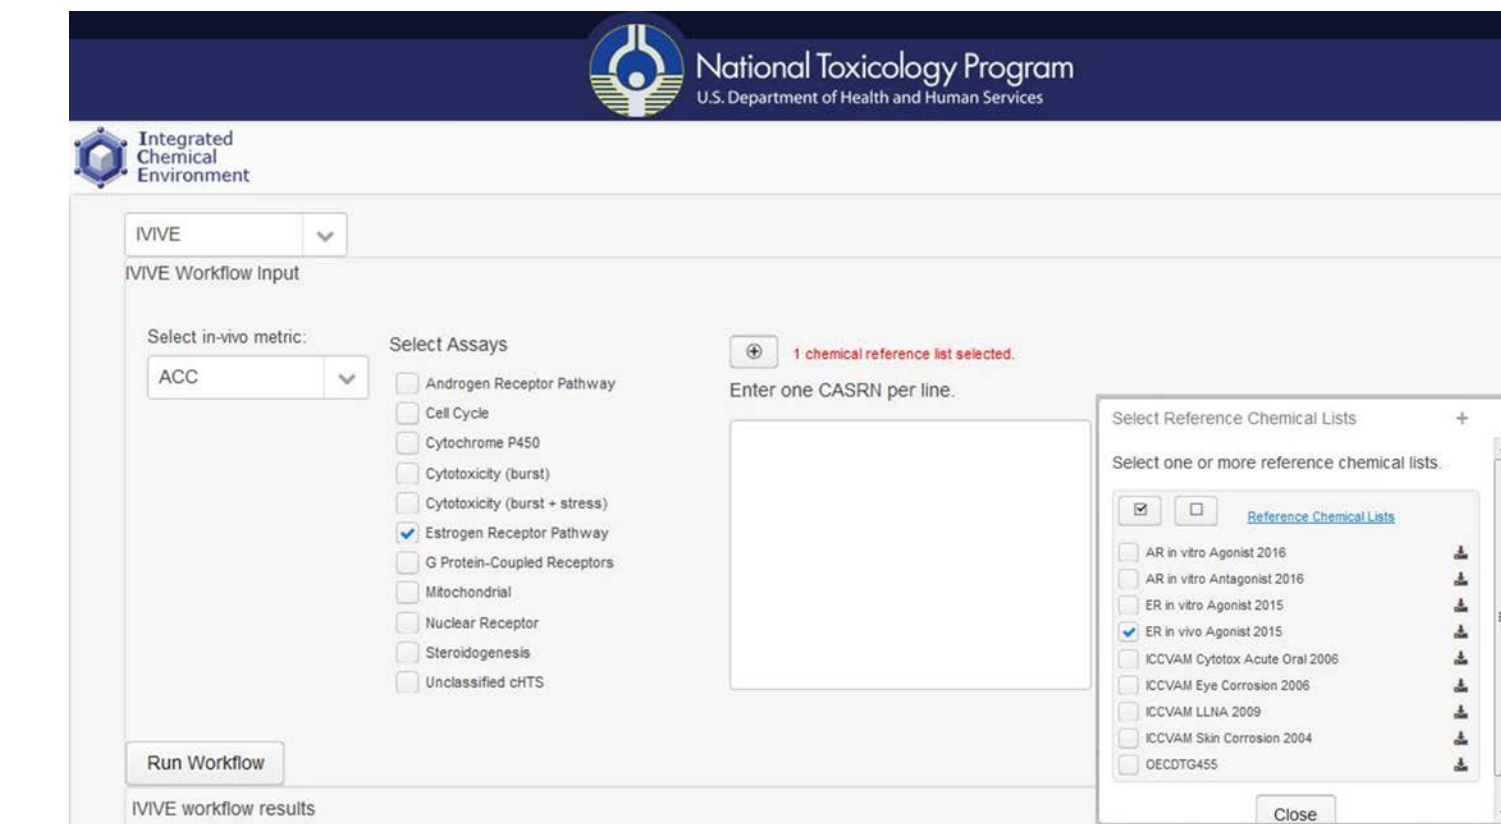 National Toxicology Program
U.S. Department of Health and Human Services
Integrated
Chemical
Environment
IVIVE
IVIVE Workflow Input
Select in-vivo metric:
ACC
Select Assays
Androgen Receptor Pathway
Cell Cycle
Cytochrome P450
Cytotoxicity (burst)
Cytotoxicity (burst + stress)
Estrogen Receptor Pathway
G Protein-Coupled Receptors
Mitochondrial
Nuclear Receptor
Steroidogenesis
Unclassified cHTS
1 chemical reference list selected.
Enter one CASRN per line.
Select Reference Chemical Lists
Select one or more reference chemical lists.
Reference Chemical Lists
AR in vitro Agonist 2016
AR in vitro Antagonist 2016
ER in vitro Agonist 2015
ER in vivo Agonist 2015
ICCVAM Cytotox Acute Oral 2006
ICCVAM Eye Corrosion 2006
ICCVAM LLNA 2009
ICCVAM Skin Corrosion 2004
OECDTG455
Close
Run Workflow
IVIVE workflow results